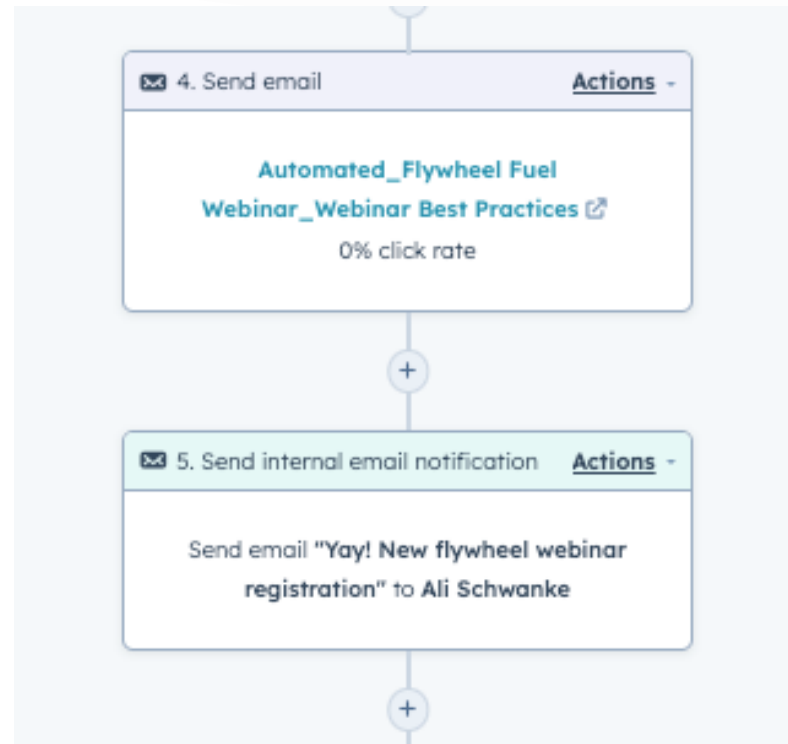 4. Send email Actions
Automated_Flywheel Fuel
Webinar_Webinar Best Practices
0% click rate
+
5. Send internal email notification Actions
Send email "Yay! New flywheel webinar
registration" to Ali Schwanke
+